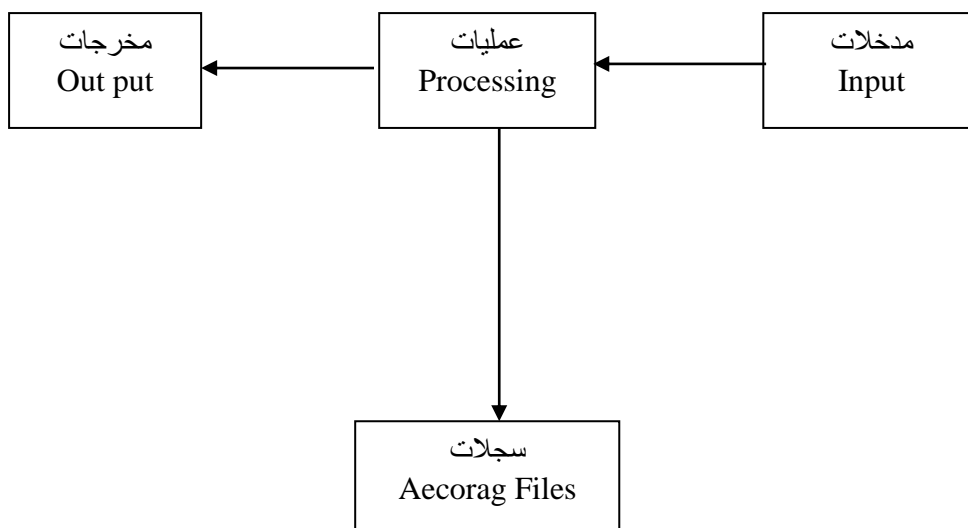 مدخلات
Input
عمليات
Processing
مخرجات
Out put
سجلات
Aecorag Files